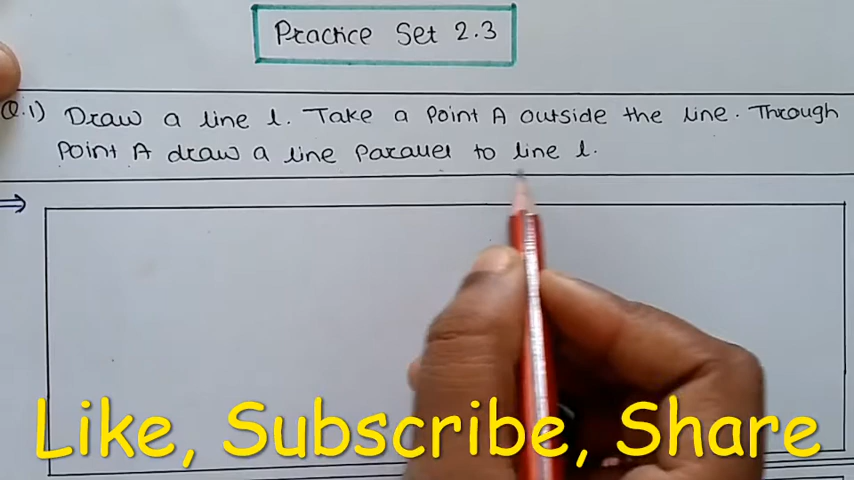 Practice Set 2.3
Q.1) Draw a line l. Take a Point A outside the line. Through
Point A draw a line Parallel to line l.
Like, Subscribe, Share